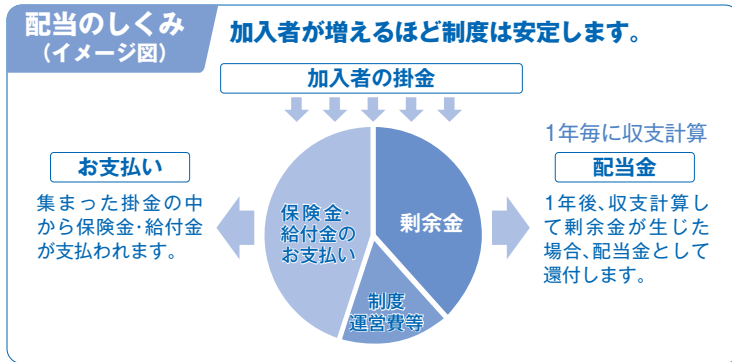 配当のしくみ
（イメージ図）
加入者が増えるほど制度は安定します。
加入者の掛金
お支払い
集まった掛金の中
から保険金・給付金
が支払われます。
保険金・
給付金の
お支払い
剰余金
制度
運営費等
1年毎に収支計算
配当金
1年後、収支計算し
て剰余金が生じた
場合、配当金として
還付します。